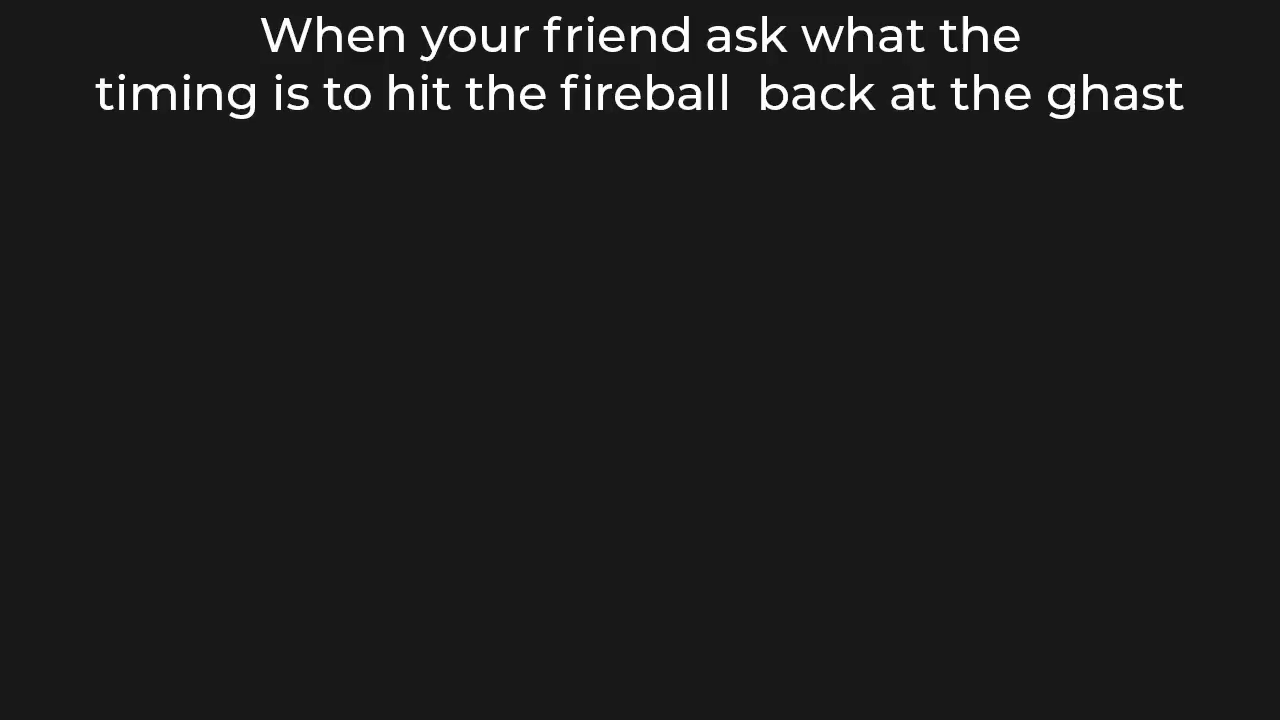 When your friend ask what the
timing is to hit the fireball  back at the ghast